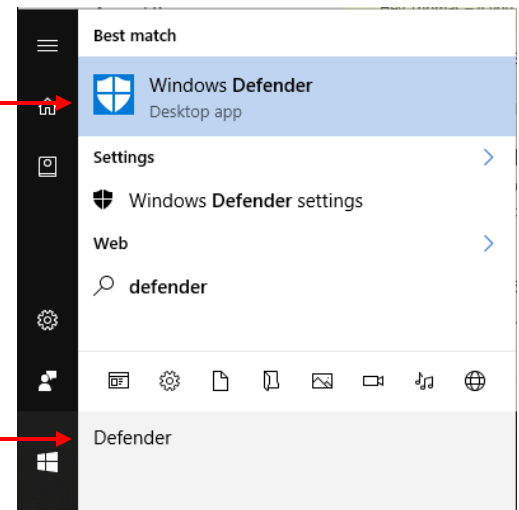 Best match
Windows Defender
Desktop app
Settings
Windows Defender settings
Web
defender
Defender